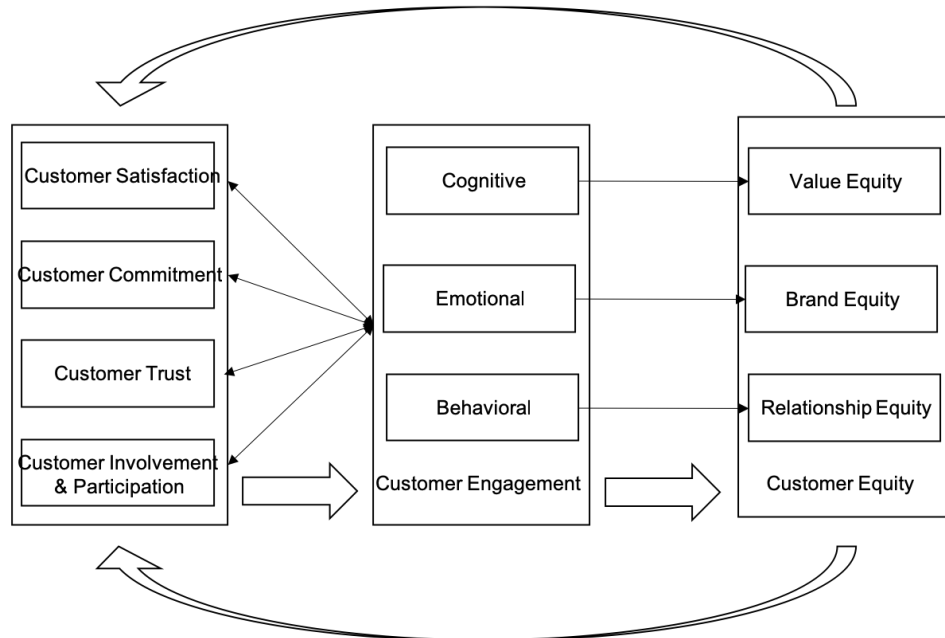 Customer Satisfaction
Customer Commitment
Customer Trust
Customer Involvement
& Participation
Cognitive
Emotional
Behavioral
Customer Engagement
Value Equity
Brand Equity
Relationship Equity
Customer Equity